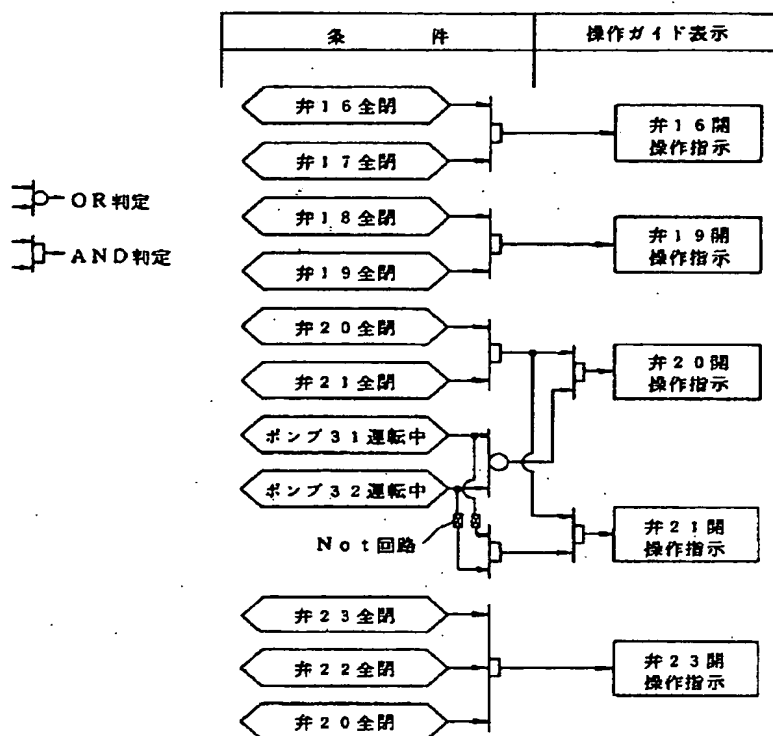 条件
操作ガイド表示
弁16全閉
弁16開
操作指示
弁17全閉
OR判定
AND判定
弁18全閉
弁19開
操作指示
弁19全閉
弁20全閉
弁20開
操作指示
弁21全閉
ポンプ31運転中
ポンプ32運転中
弁21開
操作指示
Not回路
弁23全閉
弁22全閉
弁23開
操作指示
弁20全閉